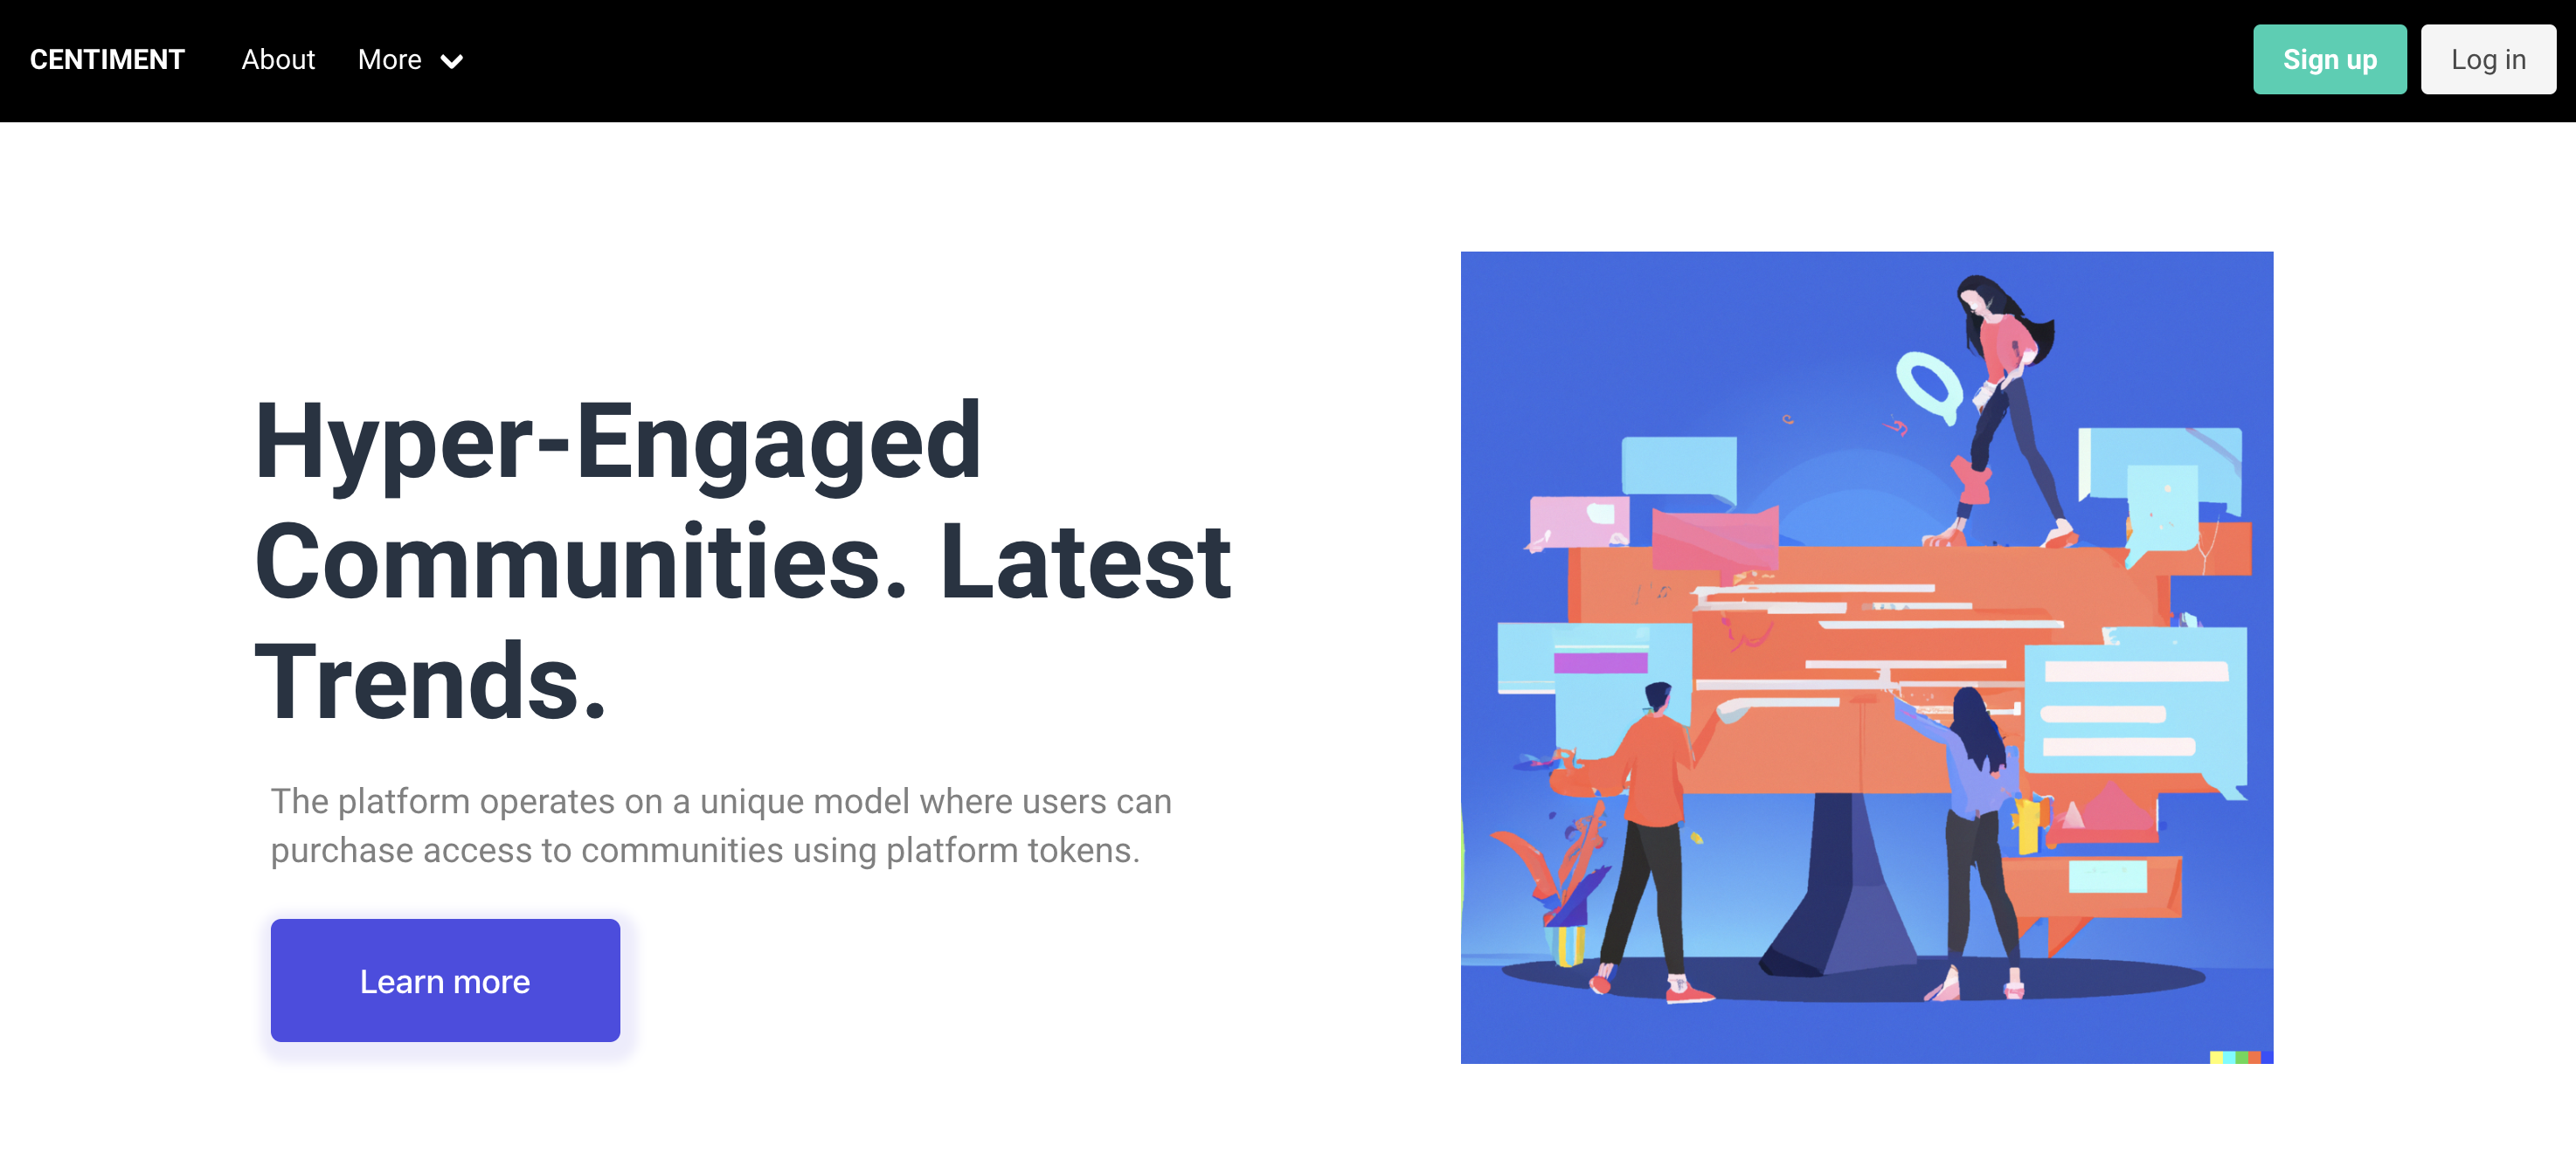 CENTIMENT
About
More
Sign up
Log in
Hyper-Engaged
Communities. Latest
Trends.
The platform operates on a unique model where users can
purchase access to communities using platform tokens.
Learn more